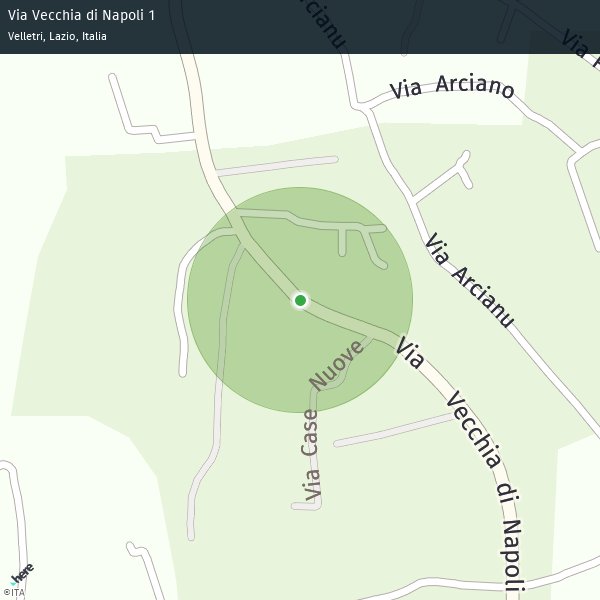 Via Vecchia di Napoli 1
Velletri, Lazio, Italia
Arcianu
Via
Via Arciano
Via Arcianu
Via Case Nuove
Via Vecchia di Napoli
here
©ITA